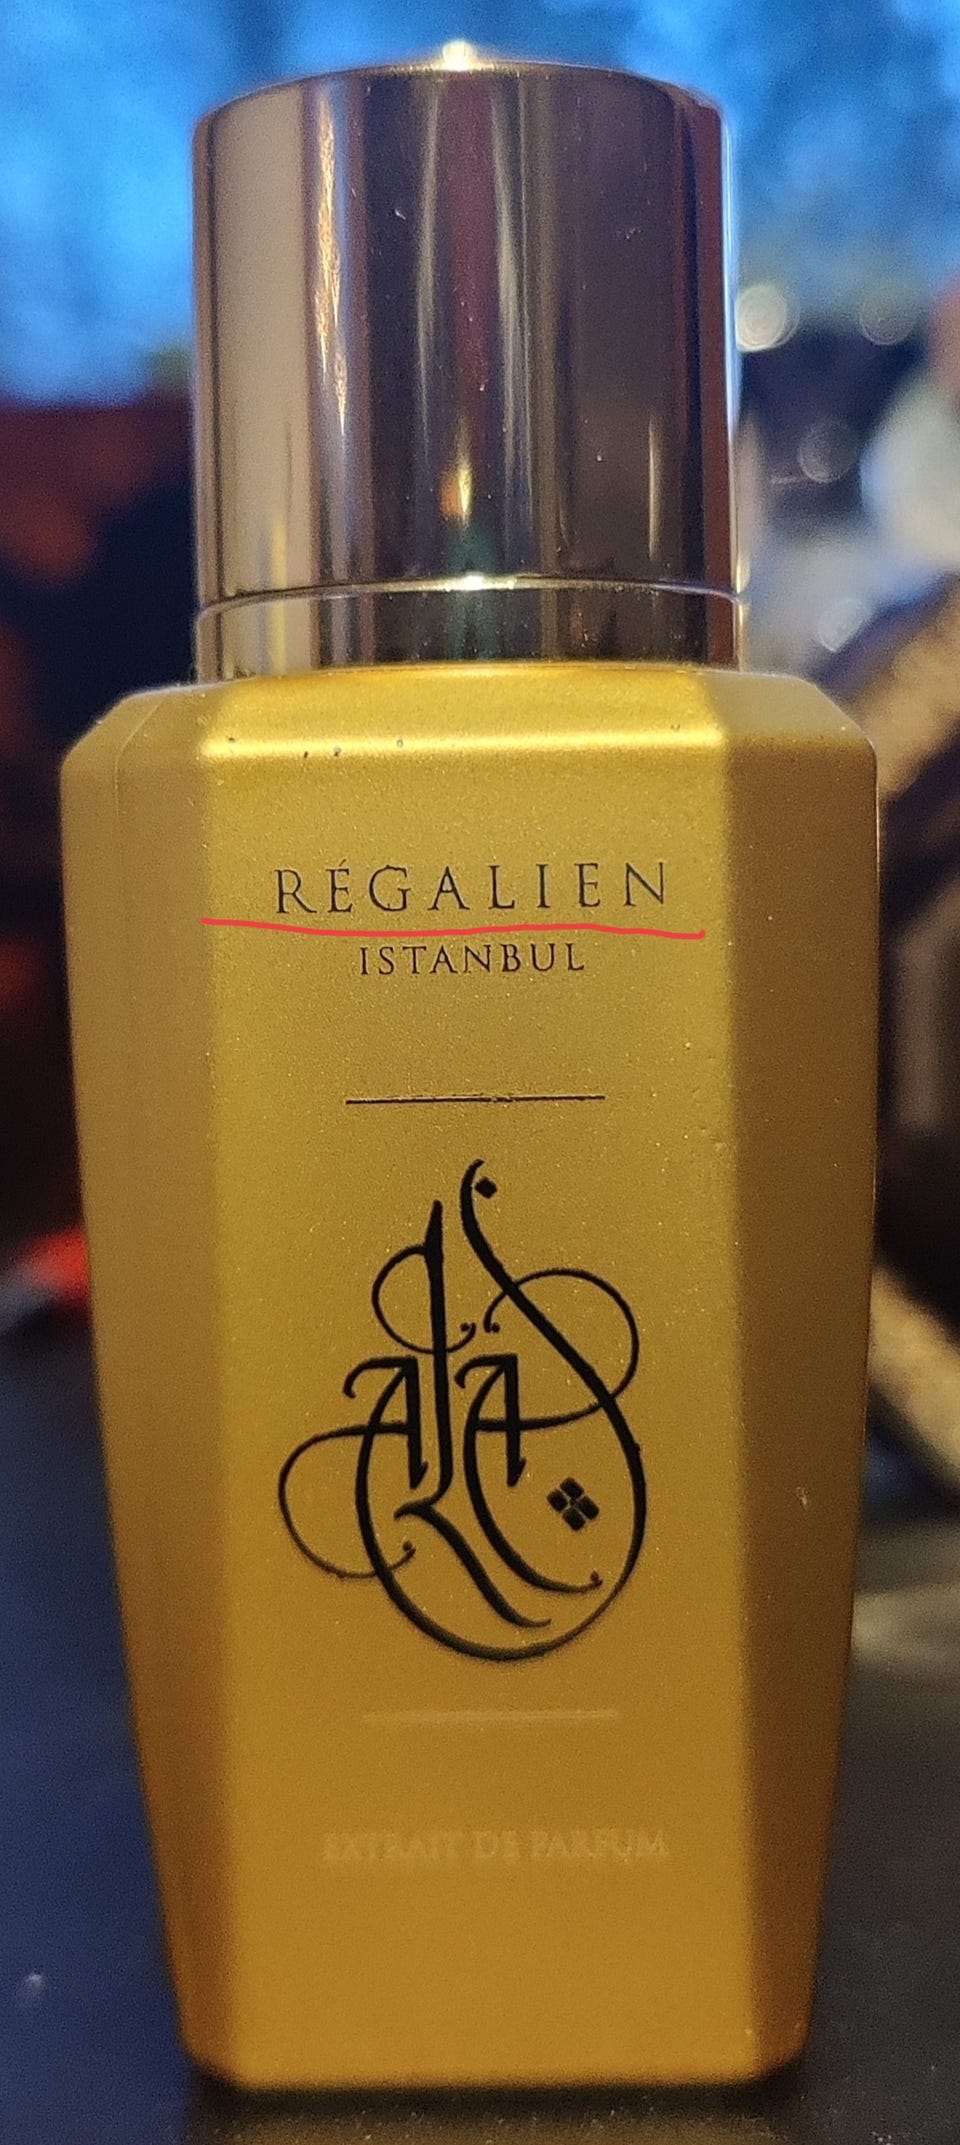 RÉGALIEN
ISTANBUL
ala
EXTRAIT DE PARFUM